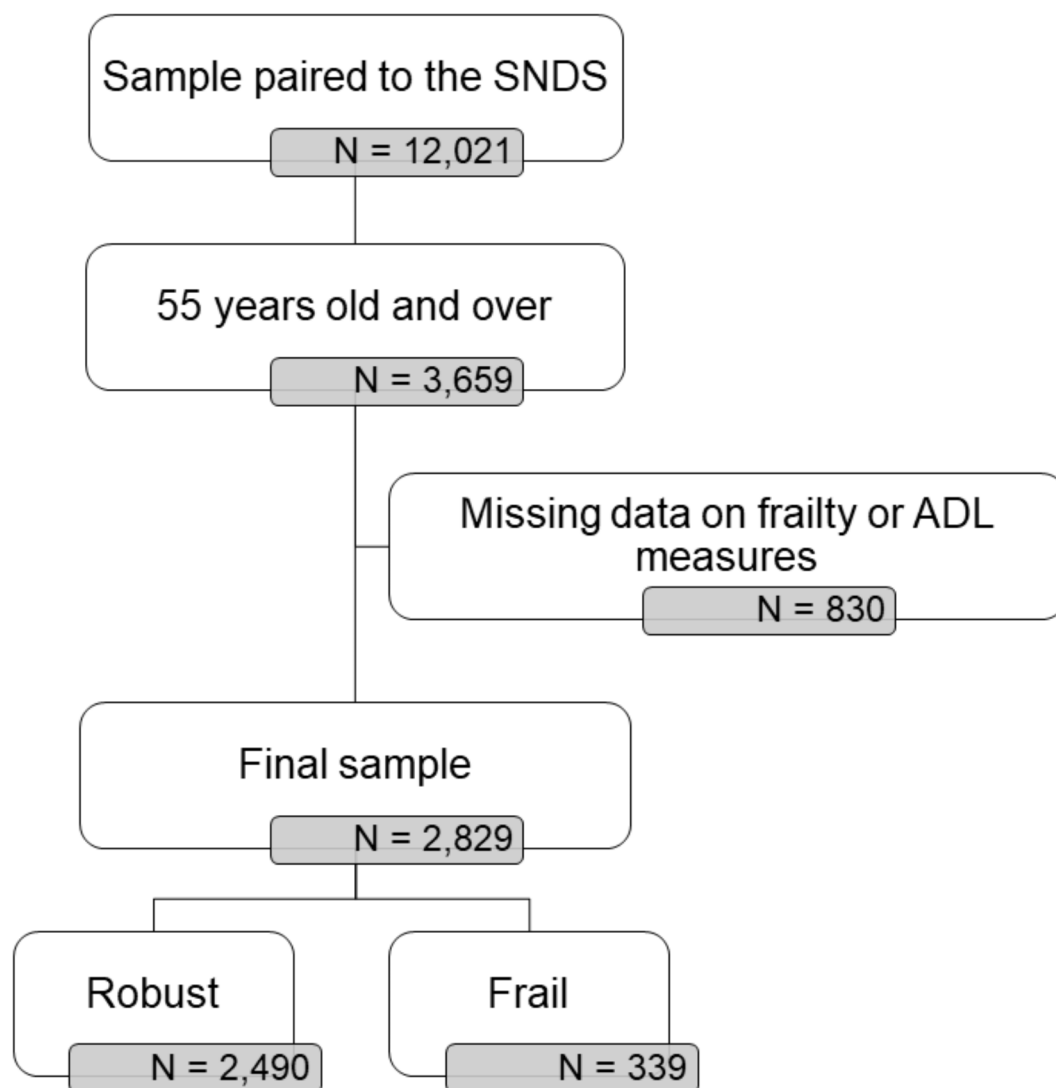 Sample paired to the SNDS
N = 12,021
55 years old and over
N = 3,659
Missing data on frailty or ADL
measures
N = 830
Final sample
N = 2,829
Robust
N = 2,490
Frail
N = 339